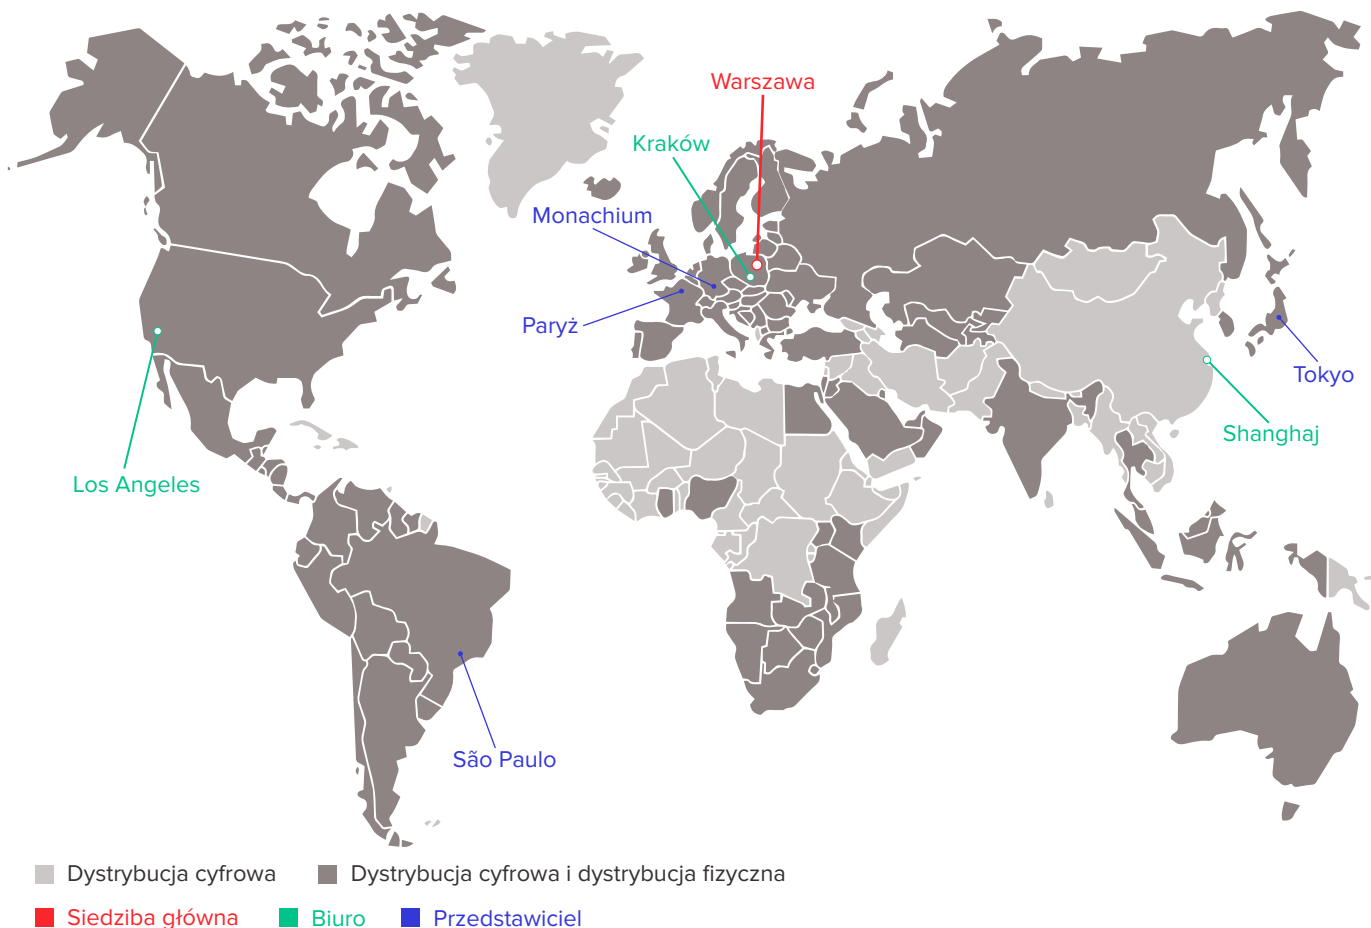 Warszawa
Kraków
Monachium
Paryż
Tokyo
Shanghaj
Los Angeles
São Paulo
Dystrybucja cyfrowa
Dystrybucja cyfrowa i dystrybucja fizyczna
Siedziba główna
Biuro
Przedstawiciel